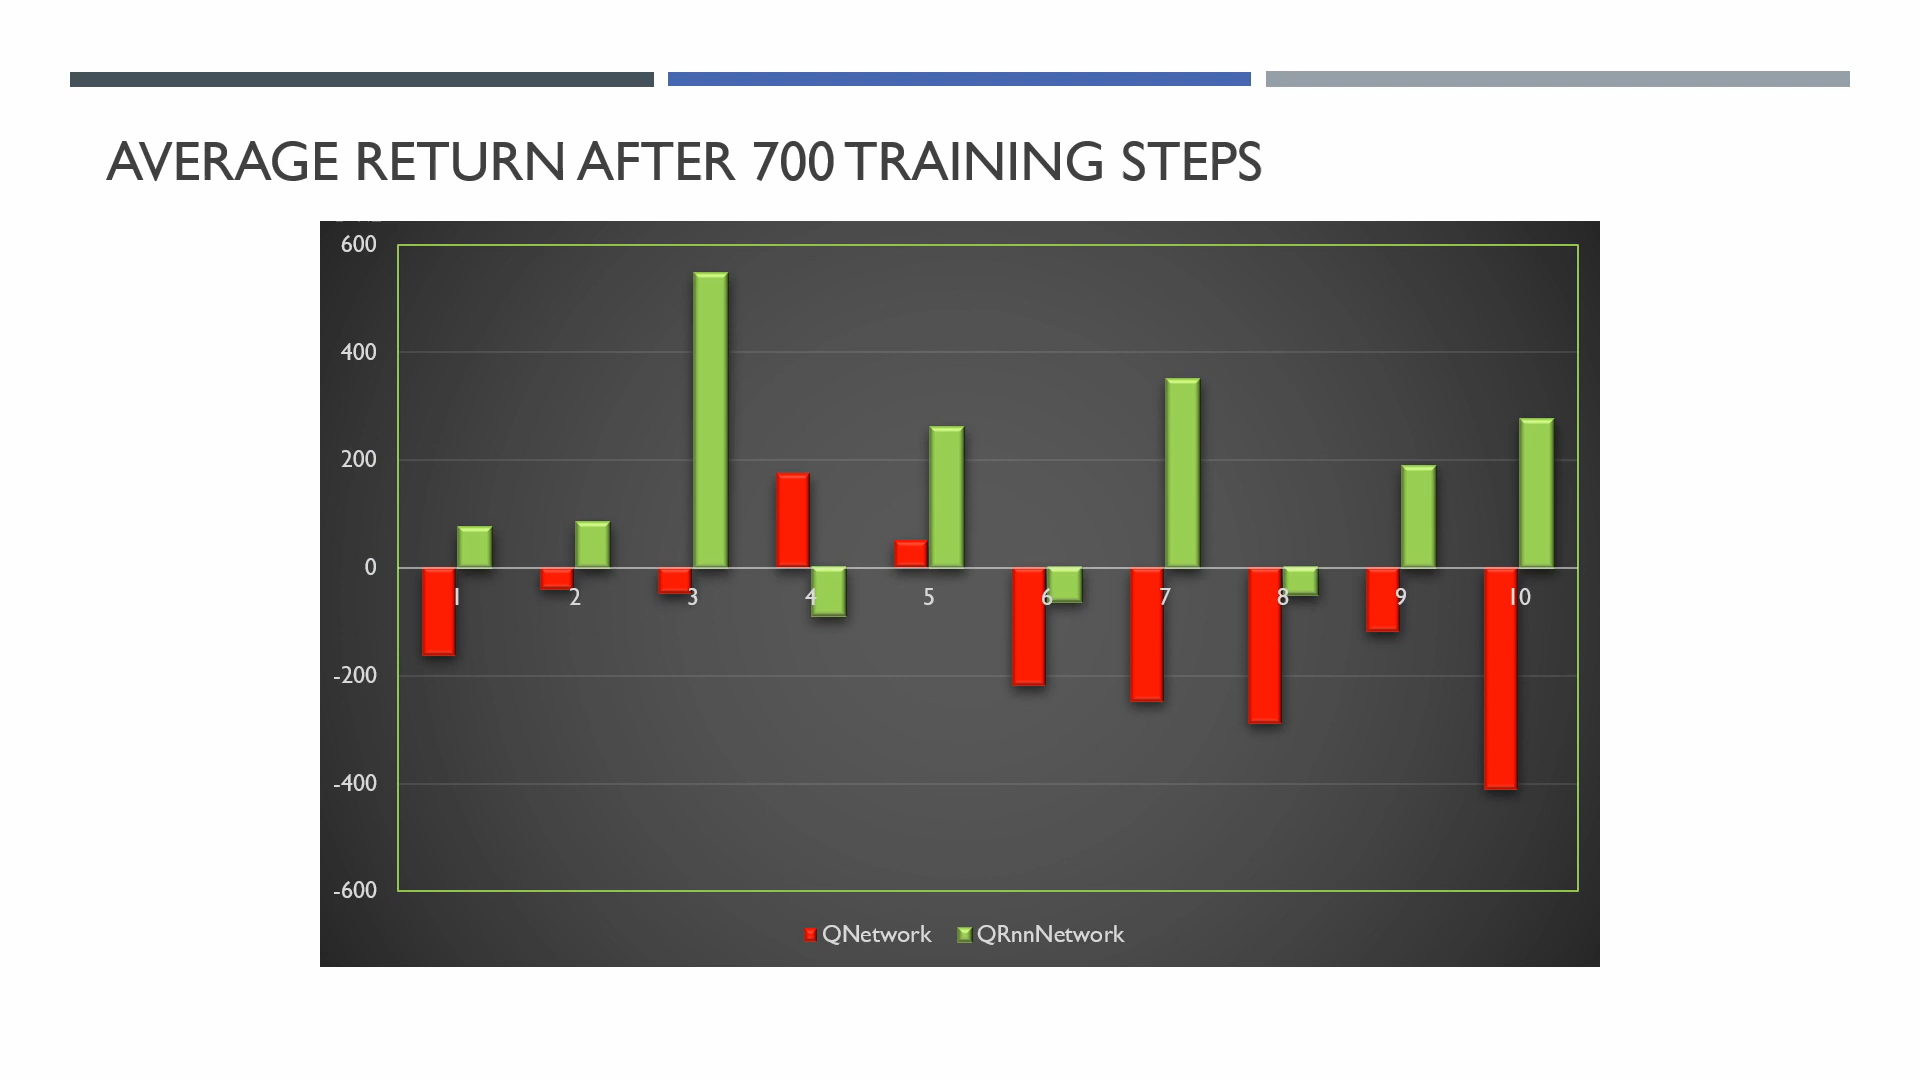 AVERAGE RETURN AFTER 700 TRAINING STEPS
600
400
200
0
-200
-400
-600
1 2 3 4 5 6 7 8 9 10
QNetwork QRnnNetwork